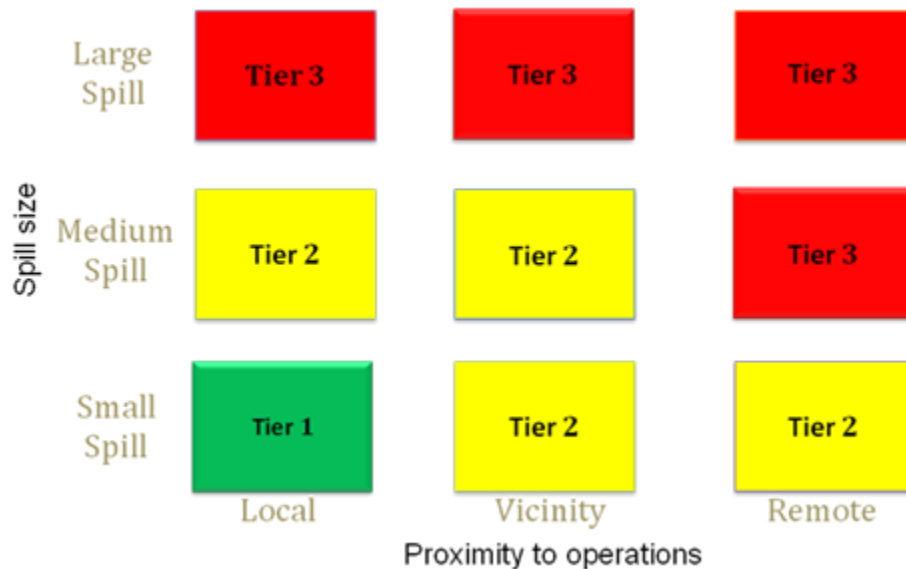 Large
Spill
Tier 3
Tier 3
Tier 3
Spill size
Medium
Spill
Tier 2
Tier 2
Tier 3
Small
Spill
Tier 1
Tier 2
Tier 2
Local
Vicinity
Remote
Proximity to operations